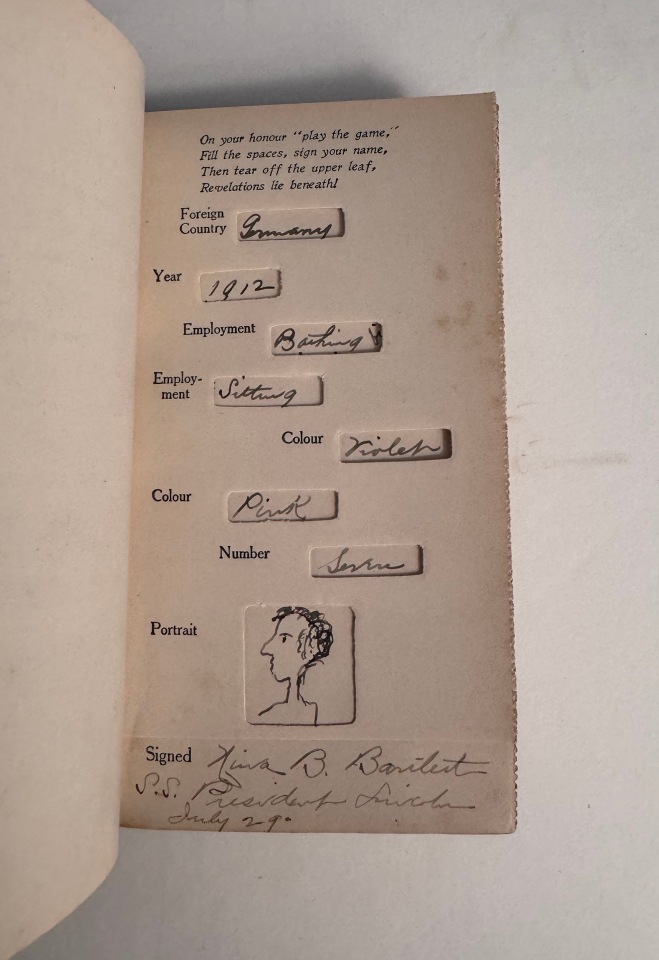 On your honour "play the game,"
Fill the spaces, sign your name,
Then tear off the upper leaf,
Revelations lie beneath!
Foreign Country Germany
Year 1912
Employment Bathing
Employ-ment Sitting
Colour Violet
Colour Pink
Number Seven
Portrait
Signed Nina B. Bartlett
S.S. President Lincoln
July 29.